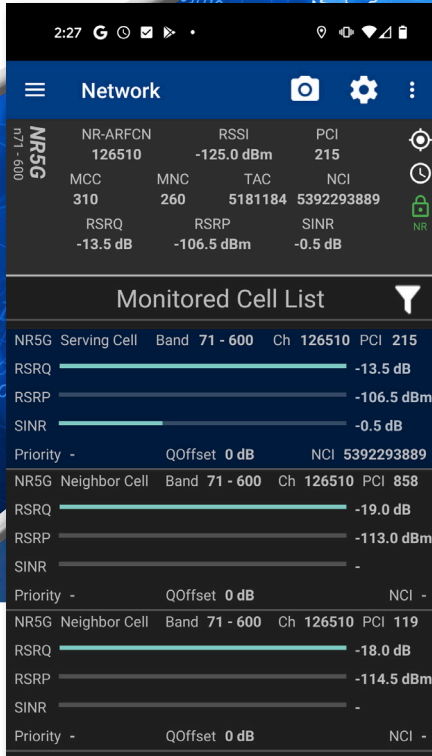 2:27 G
Network
NR5G
n71 - 600
NR-ARFCN RSSI PCI
126510 -125.0 dBm 215
MCC MNC TAC NCI
310 260 5181184 5392293889
RSRQ RSRP SINR
-13.5 dB -106.5 dBm -0.5 dB
NR
Monitored Cell List
NR5G Serving Cell Band 71 - 600 Ch 126510 PCI 215
RSRQ -13.5 dB
RSRP -106.5 dBm
SINR -0.5 dB
Priority - QOffset 0 dB NCI 5392293889
NR5G Neighbor Cell Band 71 - 600 Ch 126510 PCI 858
RSRQ -19.0 dB
RSRP -113.0 dBm
SINR -
Priority - QOffset 0 dB NCI -
NR5G Neighbor Cell Band 71 - 600 Ch 126510 PCI 119
RSRQ -18.0 dB
RSRP -114.5 dBm
SINR -
Priority - QOffset 0 dB NCI -